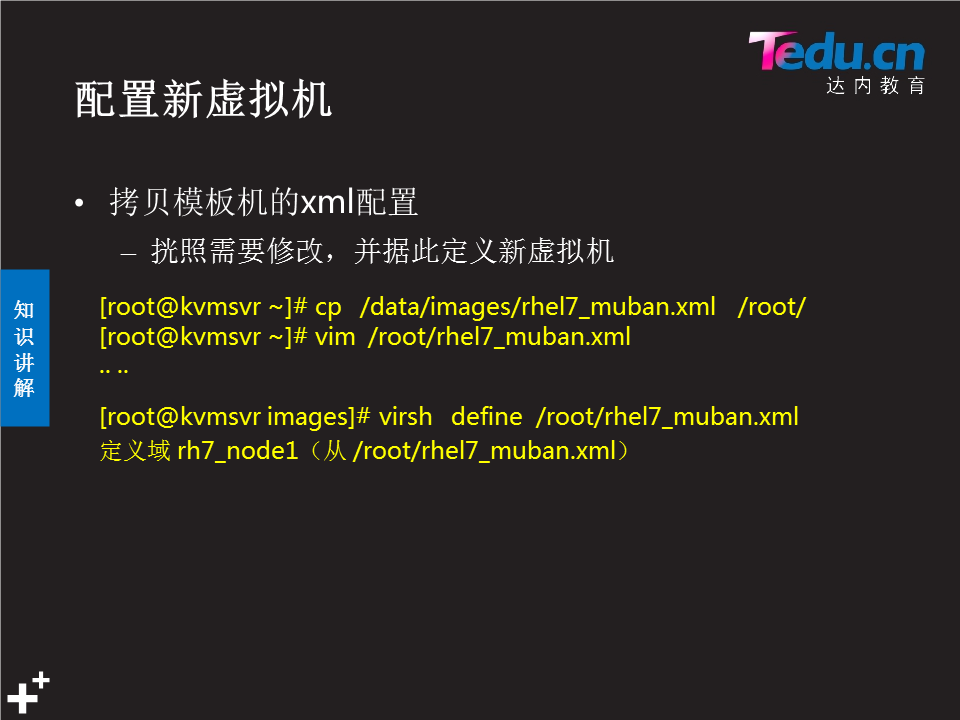 Tedu.cn
达内教育
配置新虚拟机
• 拷贝模板机的xml配置
– 按照需要修改，并据此定义新虚拟机
知识讲解
[root@kvmsvr ~]# cp /data/images/rhel7_muban.xml /root/
[root@kvmsvr ~]# vim /root/rhel7_muban.xml
.. ..
[root@kvmsvr images]# virsh define /root/rhel7_muban.xml
定义域 rh7_node1（从 /root/rhel7_muban.xml）